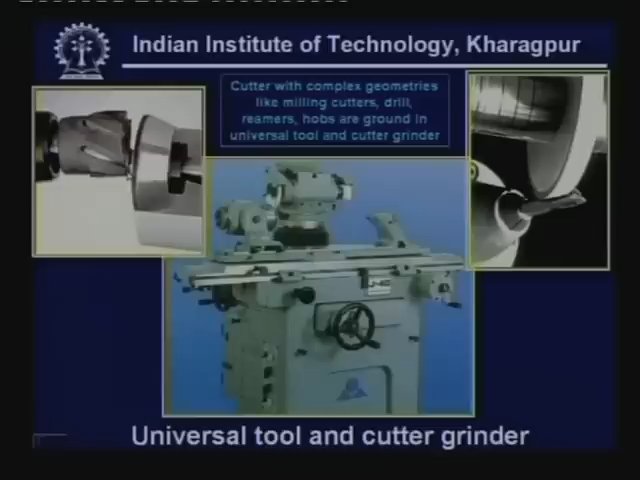 Indian Institute of Technology, Kharagpur
Cutter with complex geometries
like milling cutters, drill,
reamers, hobs are ground in
universal tool and cutter grinder
Universal tool and cutter grinder